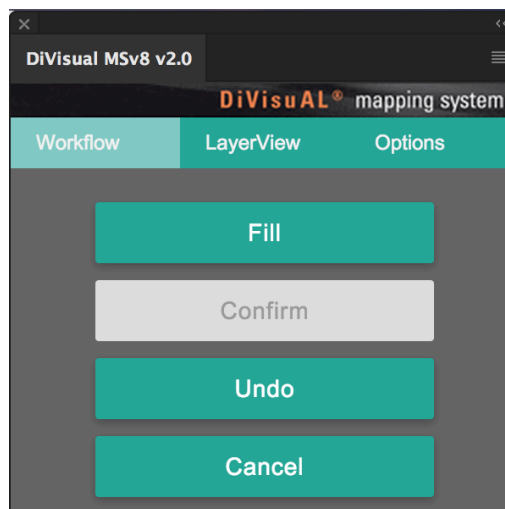 DiVisual MSv8 v2.0
DiVisuAL® mapping system
Workflow LayerView Options
Fill
Confirm
Undo
Cancel